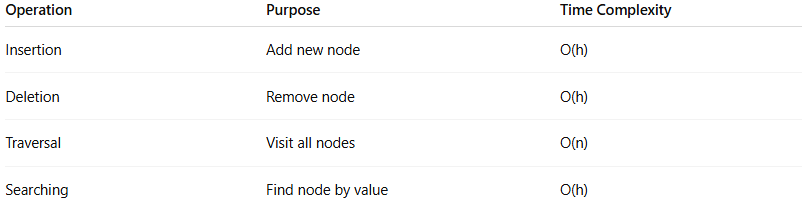 Operation Purpose Time Complexity
Insertion Add new node O(h)
Deletion Remove node O(h)
Traversal Visit all nodes O(n)
Searching Find node by value O(h)